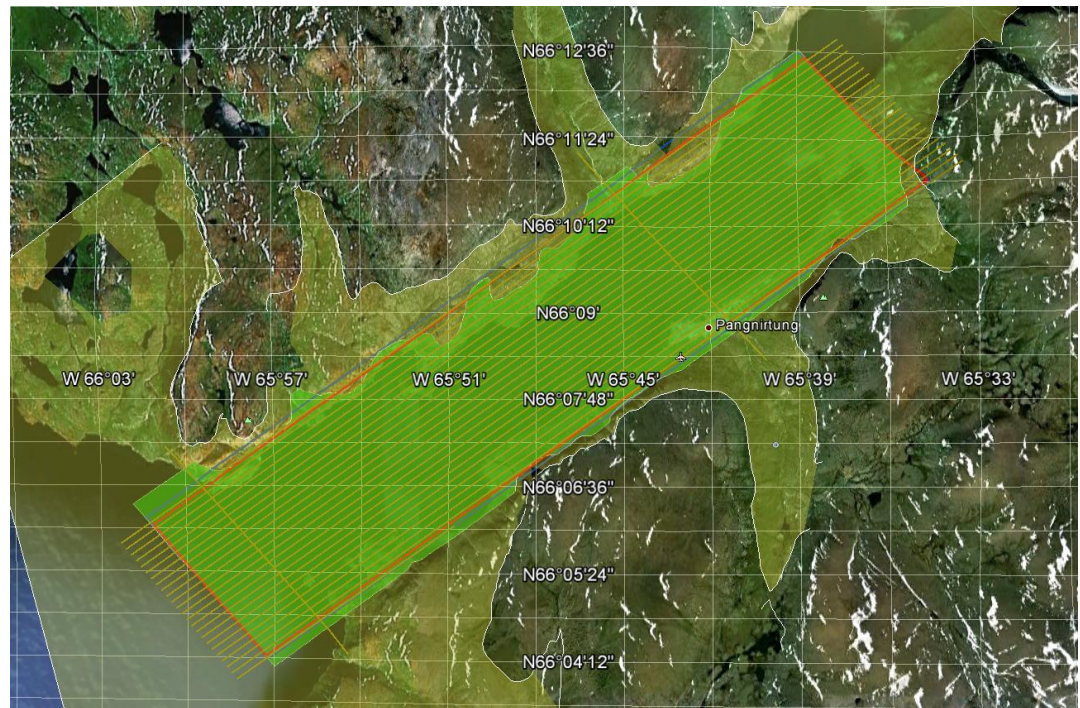 N66°12'36"
N66°11'24"
N66°10'12"
N66°09'
Pangnirtung
W 66°03'
W 65°57'
W 65°51'
W 65°45'
W 65°39'
W 65°33'
N66°07'48"
N66°06'36"
N66°05'24"
N66°04'12"